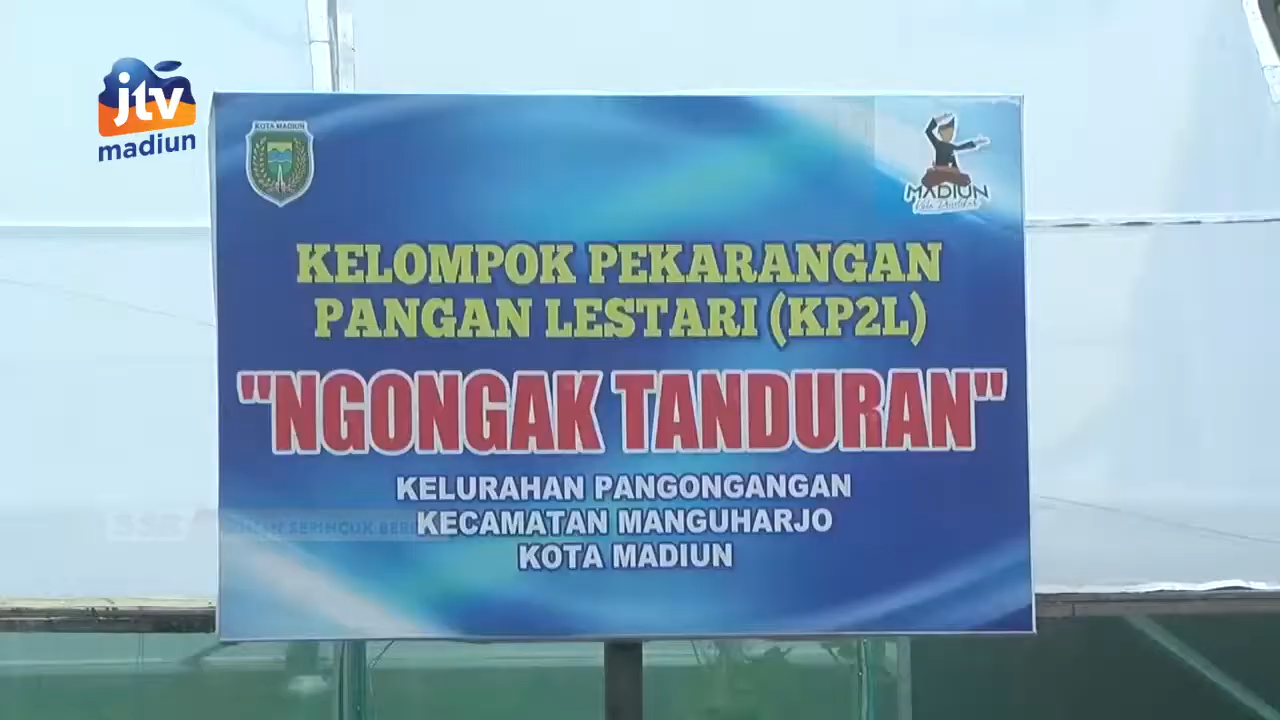 jtv
madiun
KOTA MADIUN
MADIUN
KELOMPOK PEKARANGAN
PANGAN LESTARI (KP2L)
"NGONGAK TANDURAN"
KELURAHAN PANGONGANGAN
KECAMATAN MANGUHARJO
KOTA MADIUN